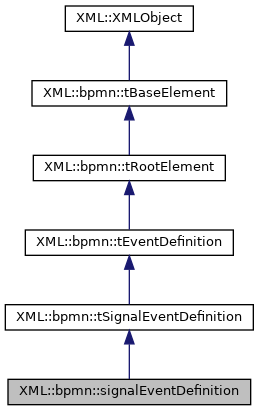 XML::XMLObject
XML::bpmn::tBaseElement
XML::bpmn::tRootElement
XML::bpmn::tEventDefinition
XML::bpmn::tSignalEventDefinition
XML::bpmn::signalEventDefinition